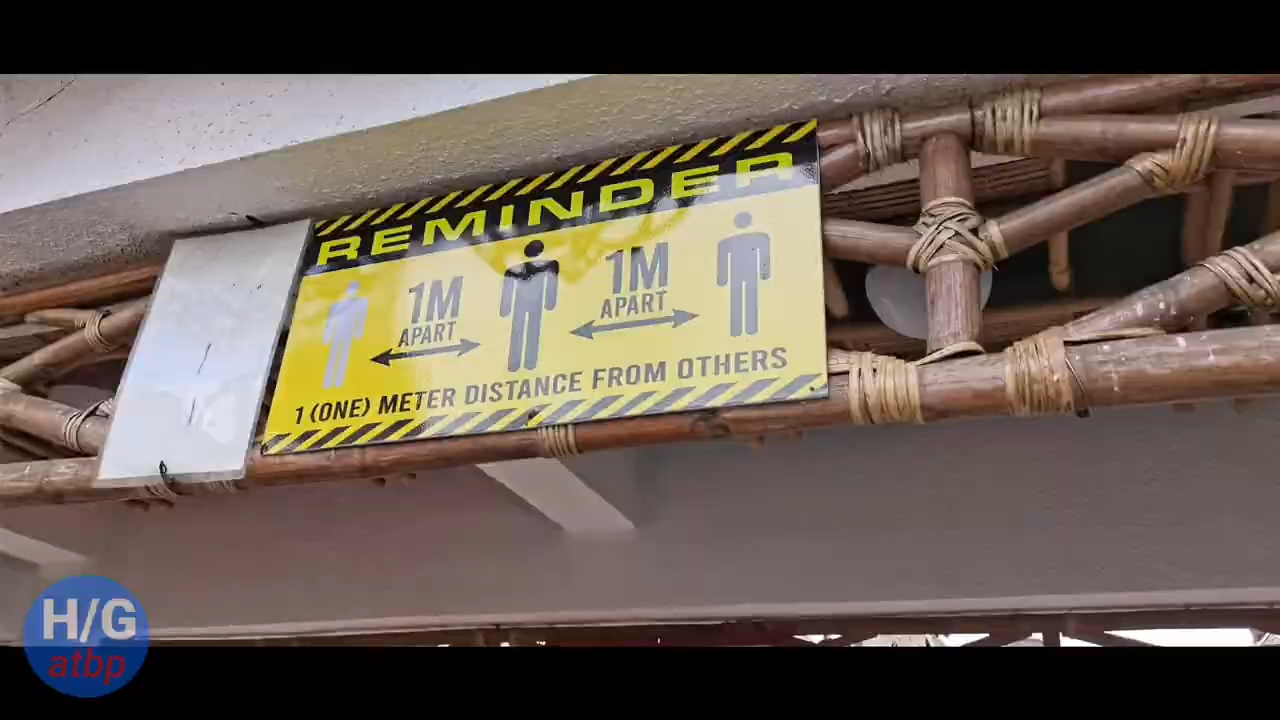 REMINDER
1M
APART
1M
APART
1 (ONE) METER DISTANCE FROM OTHERS
H/G
atbp